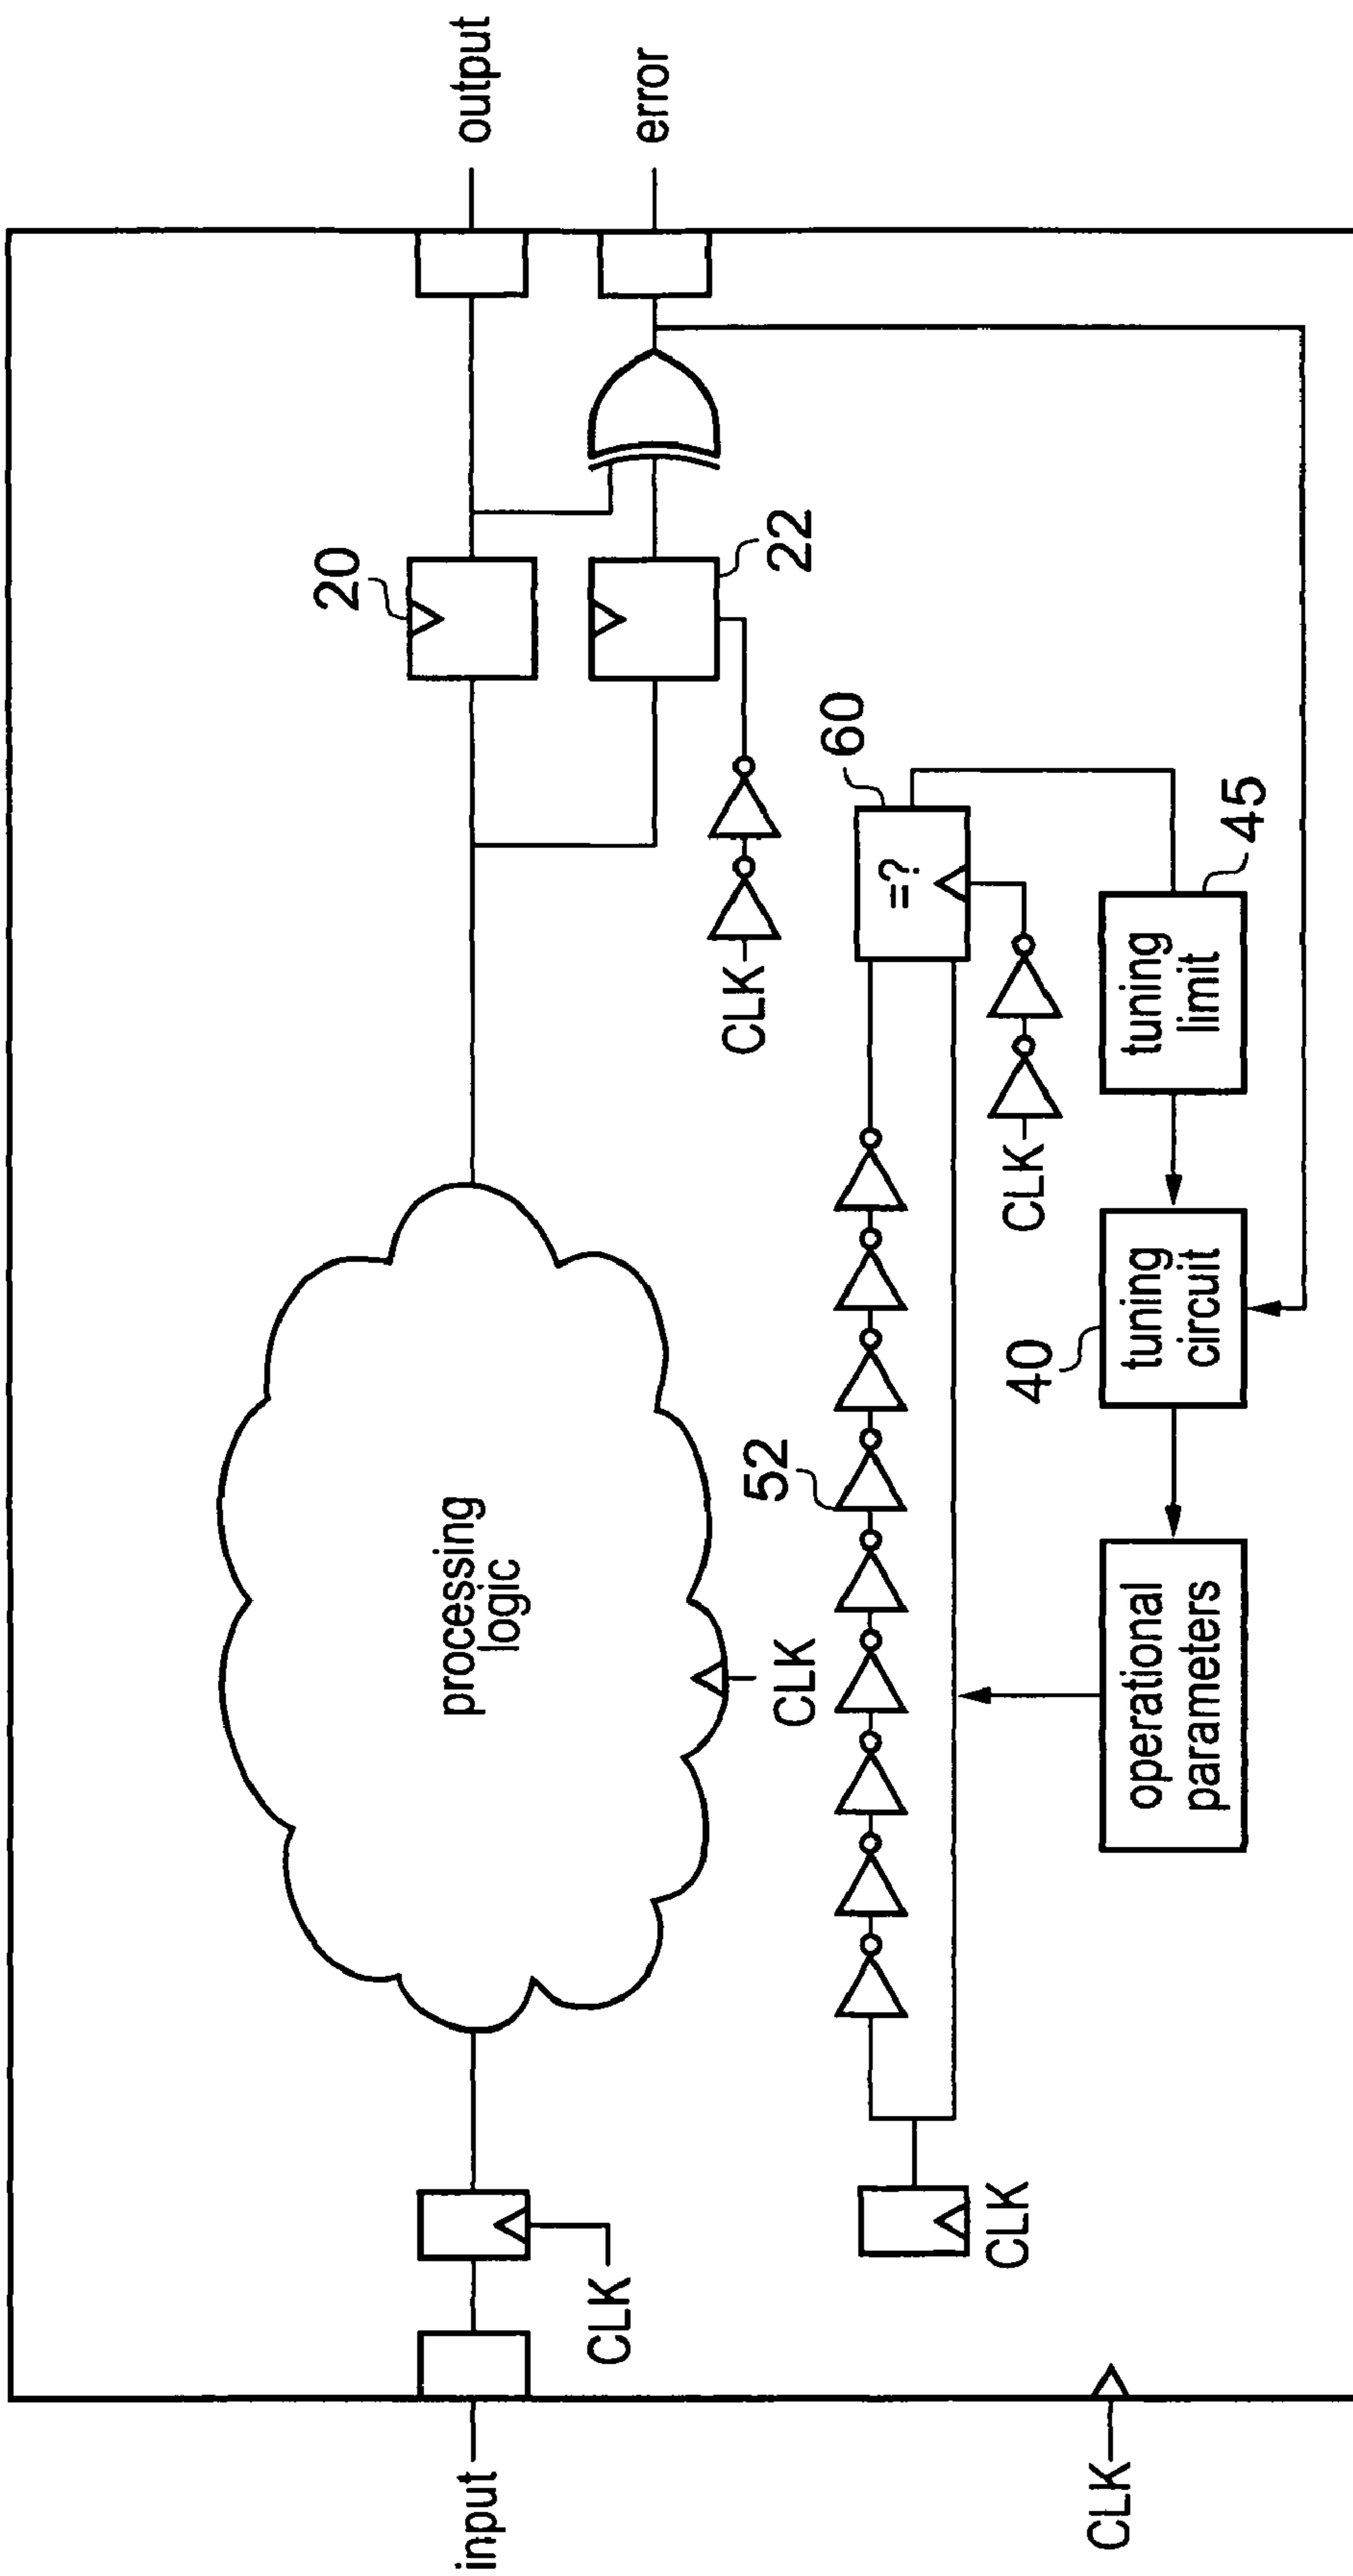 output
error
20
22
CLK
60
=?
tuning
limit
45
CLK
processing
logic
CLK
52
tuning
circuit
40
operational
parameters
CLK
CLK
input
CLK